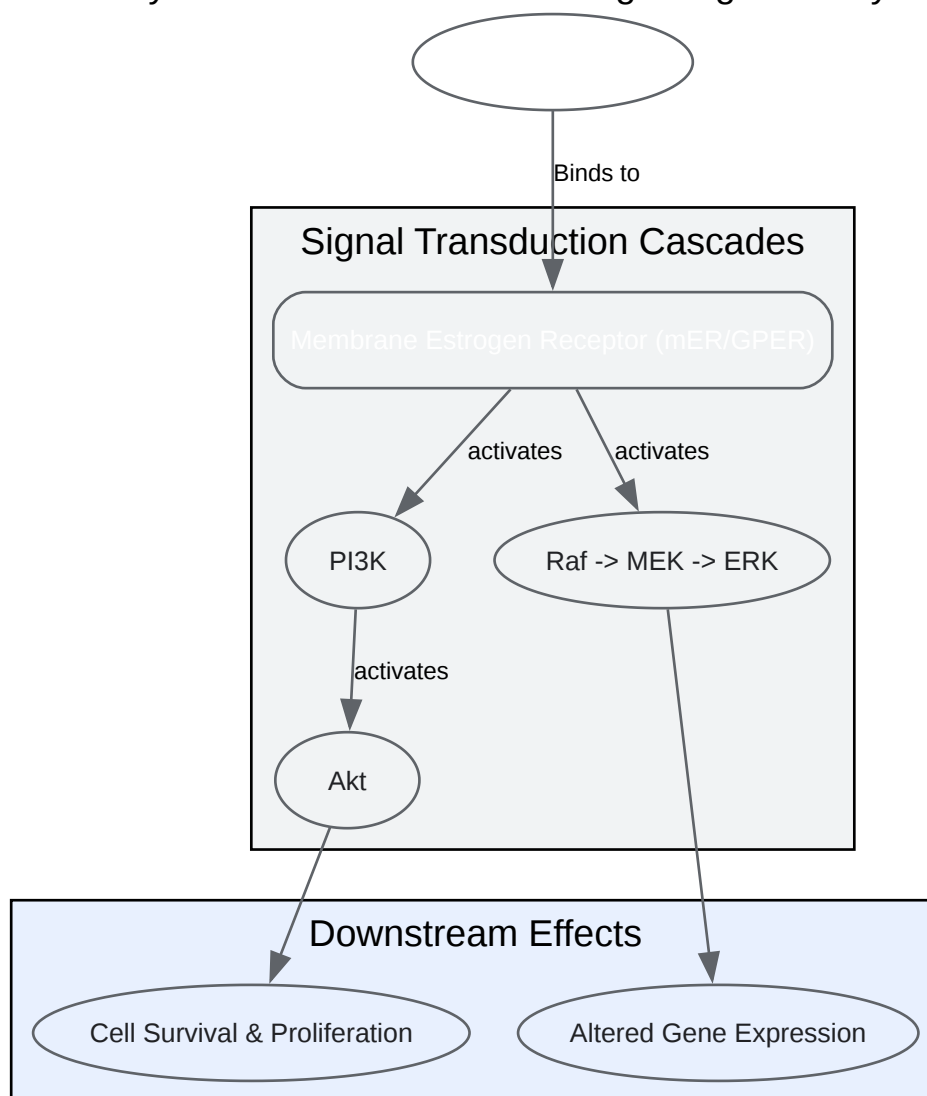 Binds to
Signal Transduction Cascades
Membrane Estrogen Receptor (mER/GPER)
activates
activates
PI3K
Raf -> MEK -> ERK
activates
Akt
Downstream Effects
Cell Survival & Proliferation
Altered Gene Expression